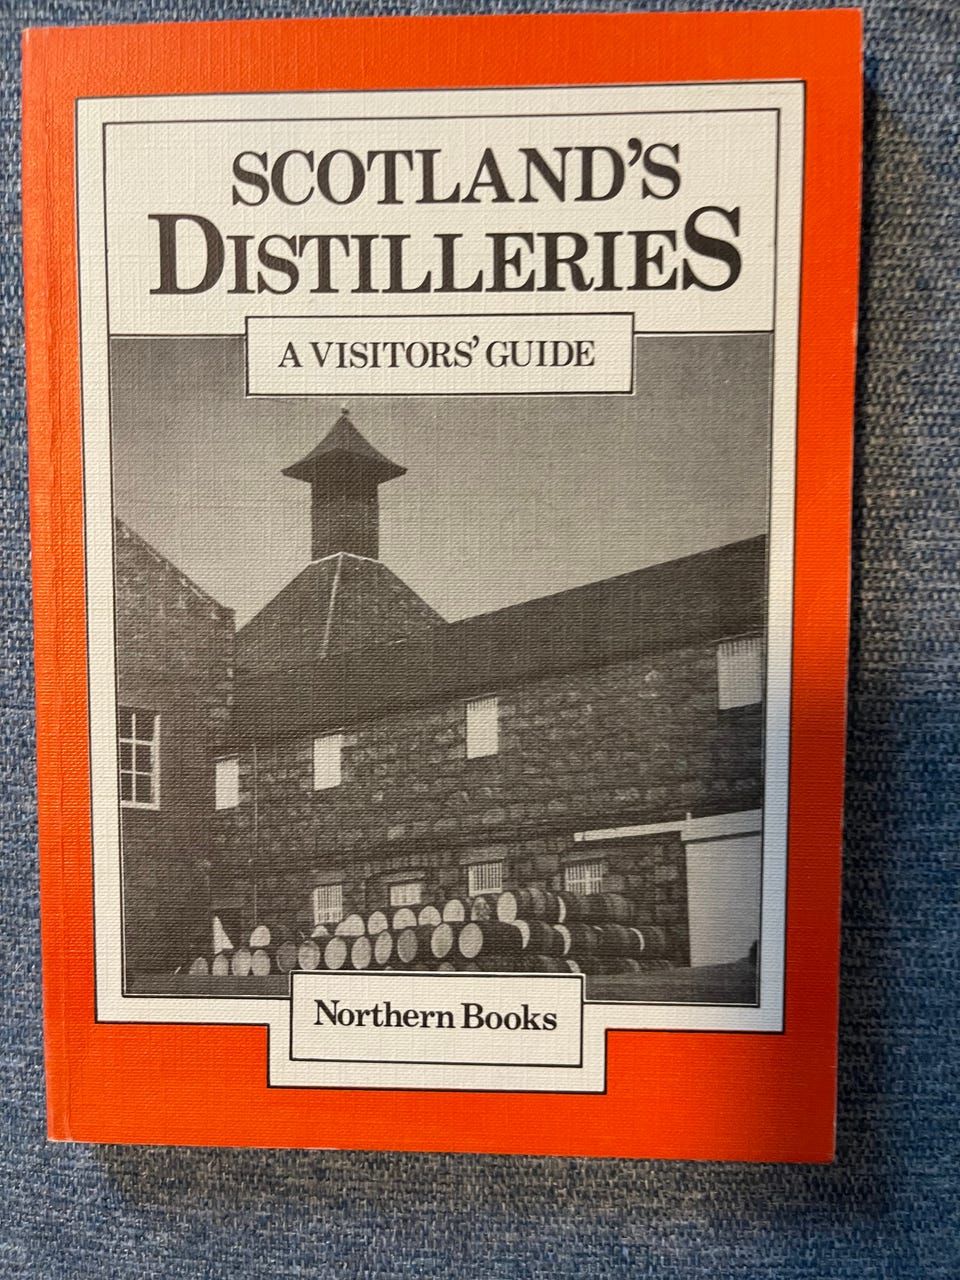 SCOTLAND'S
DISTILLERIES
A VISITORS' GUIDE
Northern Books